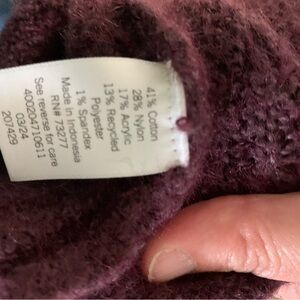 41% Cotton
28% Nylon
17% Acrylic
13% Recycled
Polyester
1% Spandex
Made in Indonesia
RN# 73277
See reverse for care
400204710611
03/24
207429